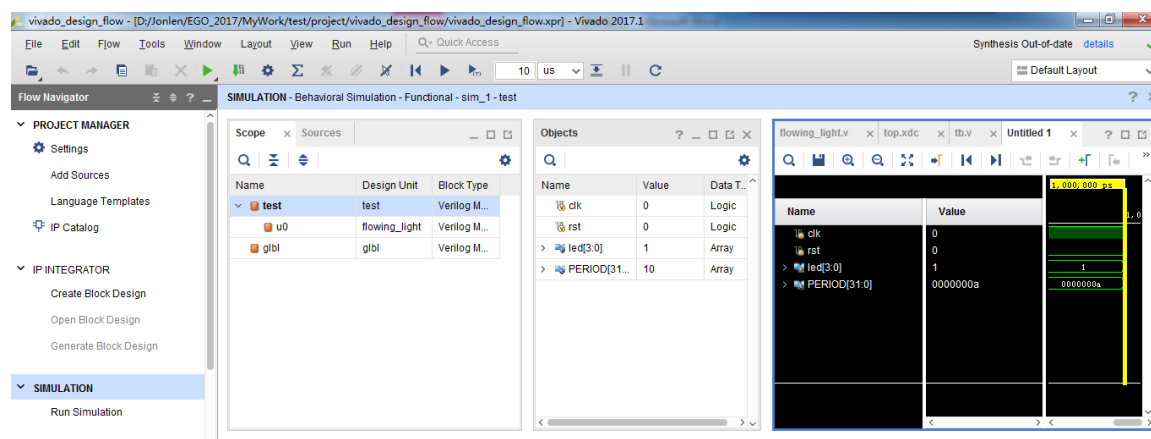 vivado_design_flow - [D:/Jonlen/EGO_2017/MyWork/test/project/vivado_design_flow/vivado_design_flow.xpr] - Vivado 2017.1
File Edit Flow Tools Window Layout View Run Help Quick Access Synthesis Out-of-date details
10 us Default Layout
Flow Navigator
SIMULATION - Behavioral Simulation - Functional - sim_1 - test
PROJECT MANAGER
Settings
Add Sources
Language Templates
IP Catalog
IP INTEGRATOR
Create Block Design
Open Block Design
Generate Block Design
SIMULATION
Run Simulation
Scope Sources
Name Design Unit Block Type
test test Verilog M...
u0 flowing_light Verilog M...
glbl glbl Verilog M...
Objects
Name Value Data T...
clk 0 Logic
rst 0 Logic
led[3:0] 1 Array
PERIOD[31... 10 Array
flowing_light.v top.xdc tb.v Untitled 1
1,000,000 ps
1,0
Name Value
clk 0
rst 0
led[3:0] 1 1
PERIOD[31:0] 0000000a 0000000a